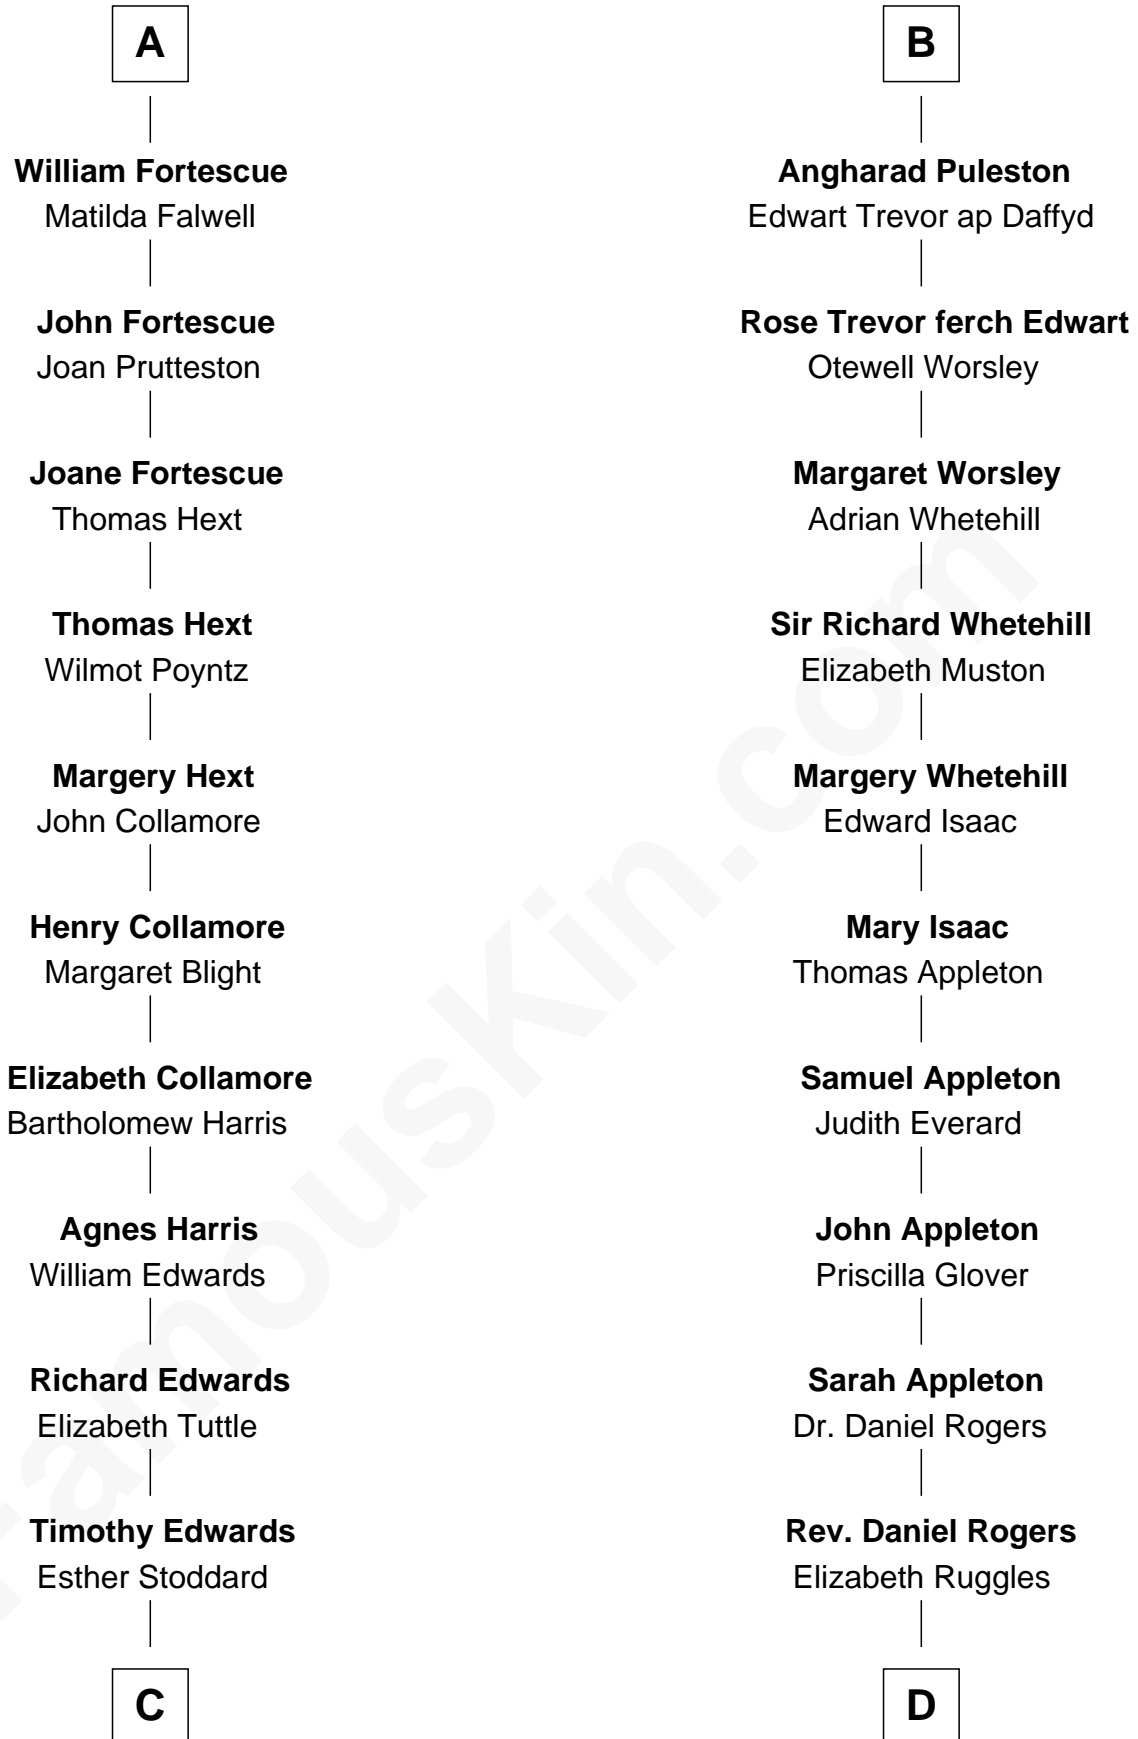 A
William Fortescue
Matilda Falwell
John Fortescue
Joan Prutteston
Joane Fortescue
Thomas Hext
Thomas Hext
Wilmot Poyntz
Margery Hext
John Collamore
Henry Collamore
Margaret Blight
Elizabeth Collamore
Bartholomew Harris
Agnes Harris
William Edwards
Richard Edwards
Elizabeth Tuttle
Timothy Edwards
Esther Stoddard
C
B
Angharad Puleston
Edwart Trevor ap Daffyd
Rose Trevor ferch Edwart
Otewell Worsley
Margaret Worsley
Adrian Whetehill
Sir Richard Whetehill
Elizabeth Muston
Margery Whetehill
Edward Isaac
Mary Isaac
Thomas Appleton
Samuel Appleton
Judith Everard
John Appleton
Priscilla Glover
Sarah Appleton
Dr. Daniel Rogers
Rev. Daniel Rogers
Elizabeth Ruggles
D
FamousKin.com